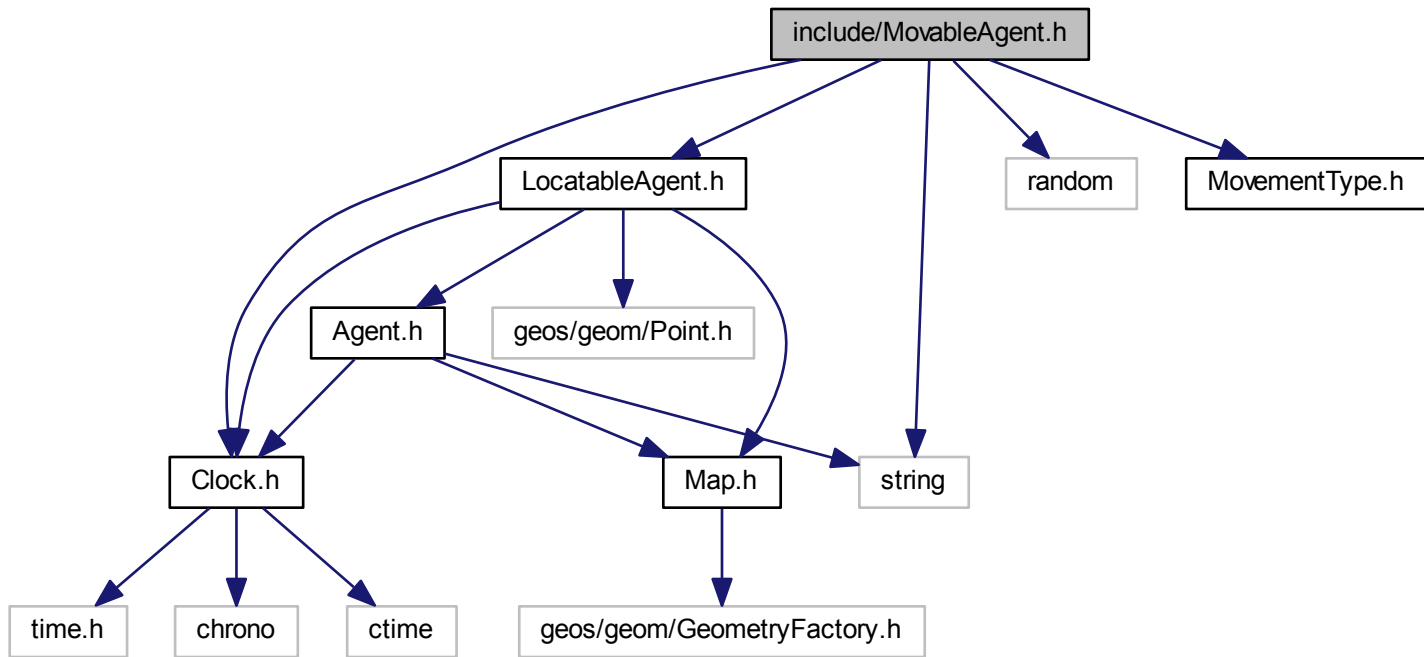 include/MovableAgent.h
LocatableAgent.h
random
MovementType.h
Agent.h
geos/geom/Point.h
Clock.h
Map.h
string
time.h
chrono
ctime
geos/geom/GeometryFactory.h